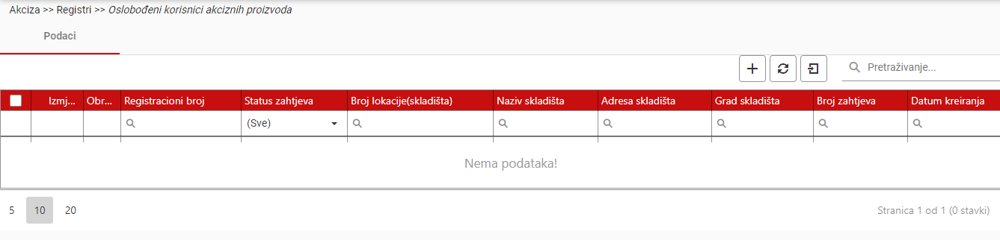 Akciza >> Registri >> Oslobođeni korisnici akciznih proizvoda
Podaci
Pretraživanje...
Izmj... Obr... Registracioni broj Status zahtjeva Broj lokacije(skladišta) Naziv skladišta Adresa skladišta Grad skladišta Broj zahtjeva Datum kreiranja
(Sve)
Nema podataka!
5 10 20 Stranica 1 od 1 (0 stavki)